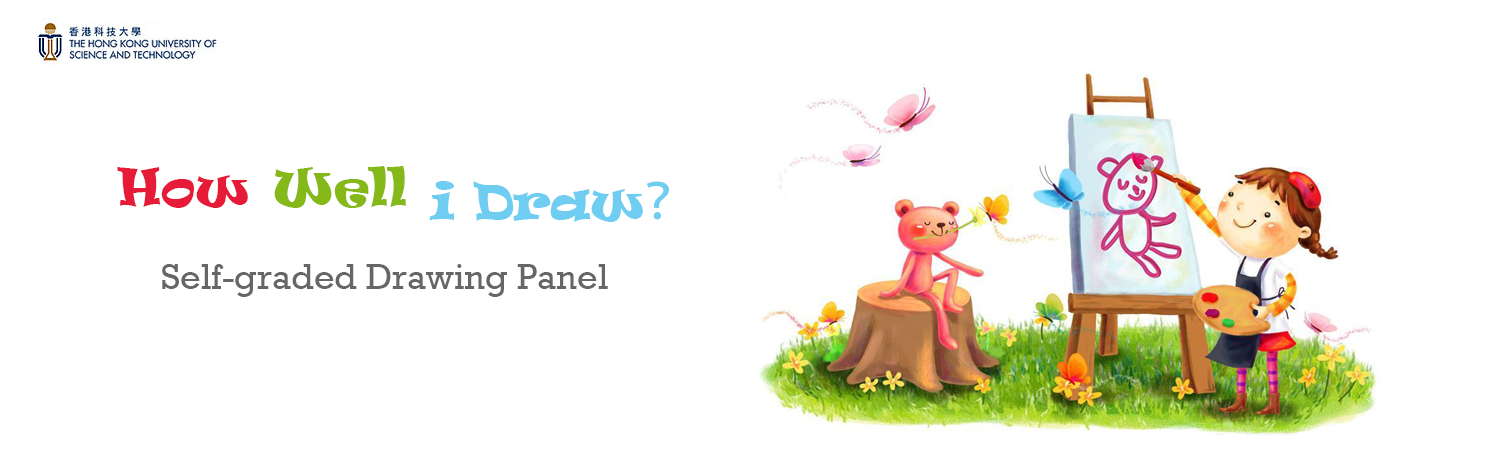 香港科技大學
THE HONG KONG UNIVERSITY OF
SCIENCE AND TECHNOLOGY
How Well i Draw?
Self-graded Drawing Panel